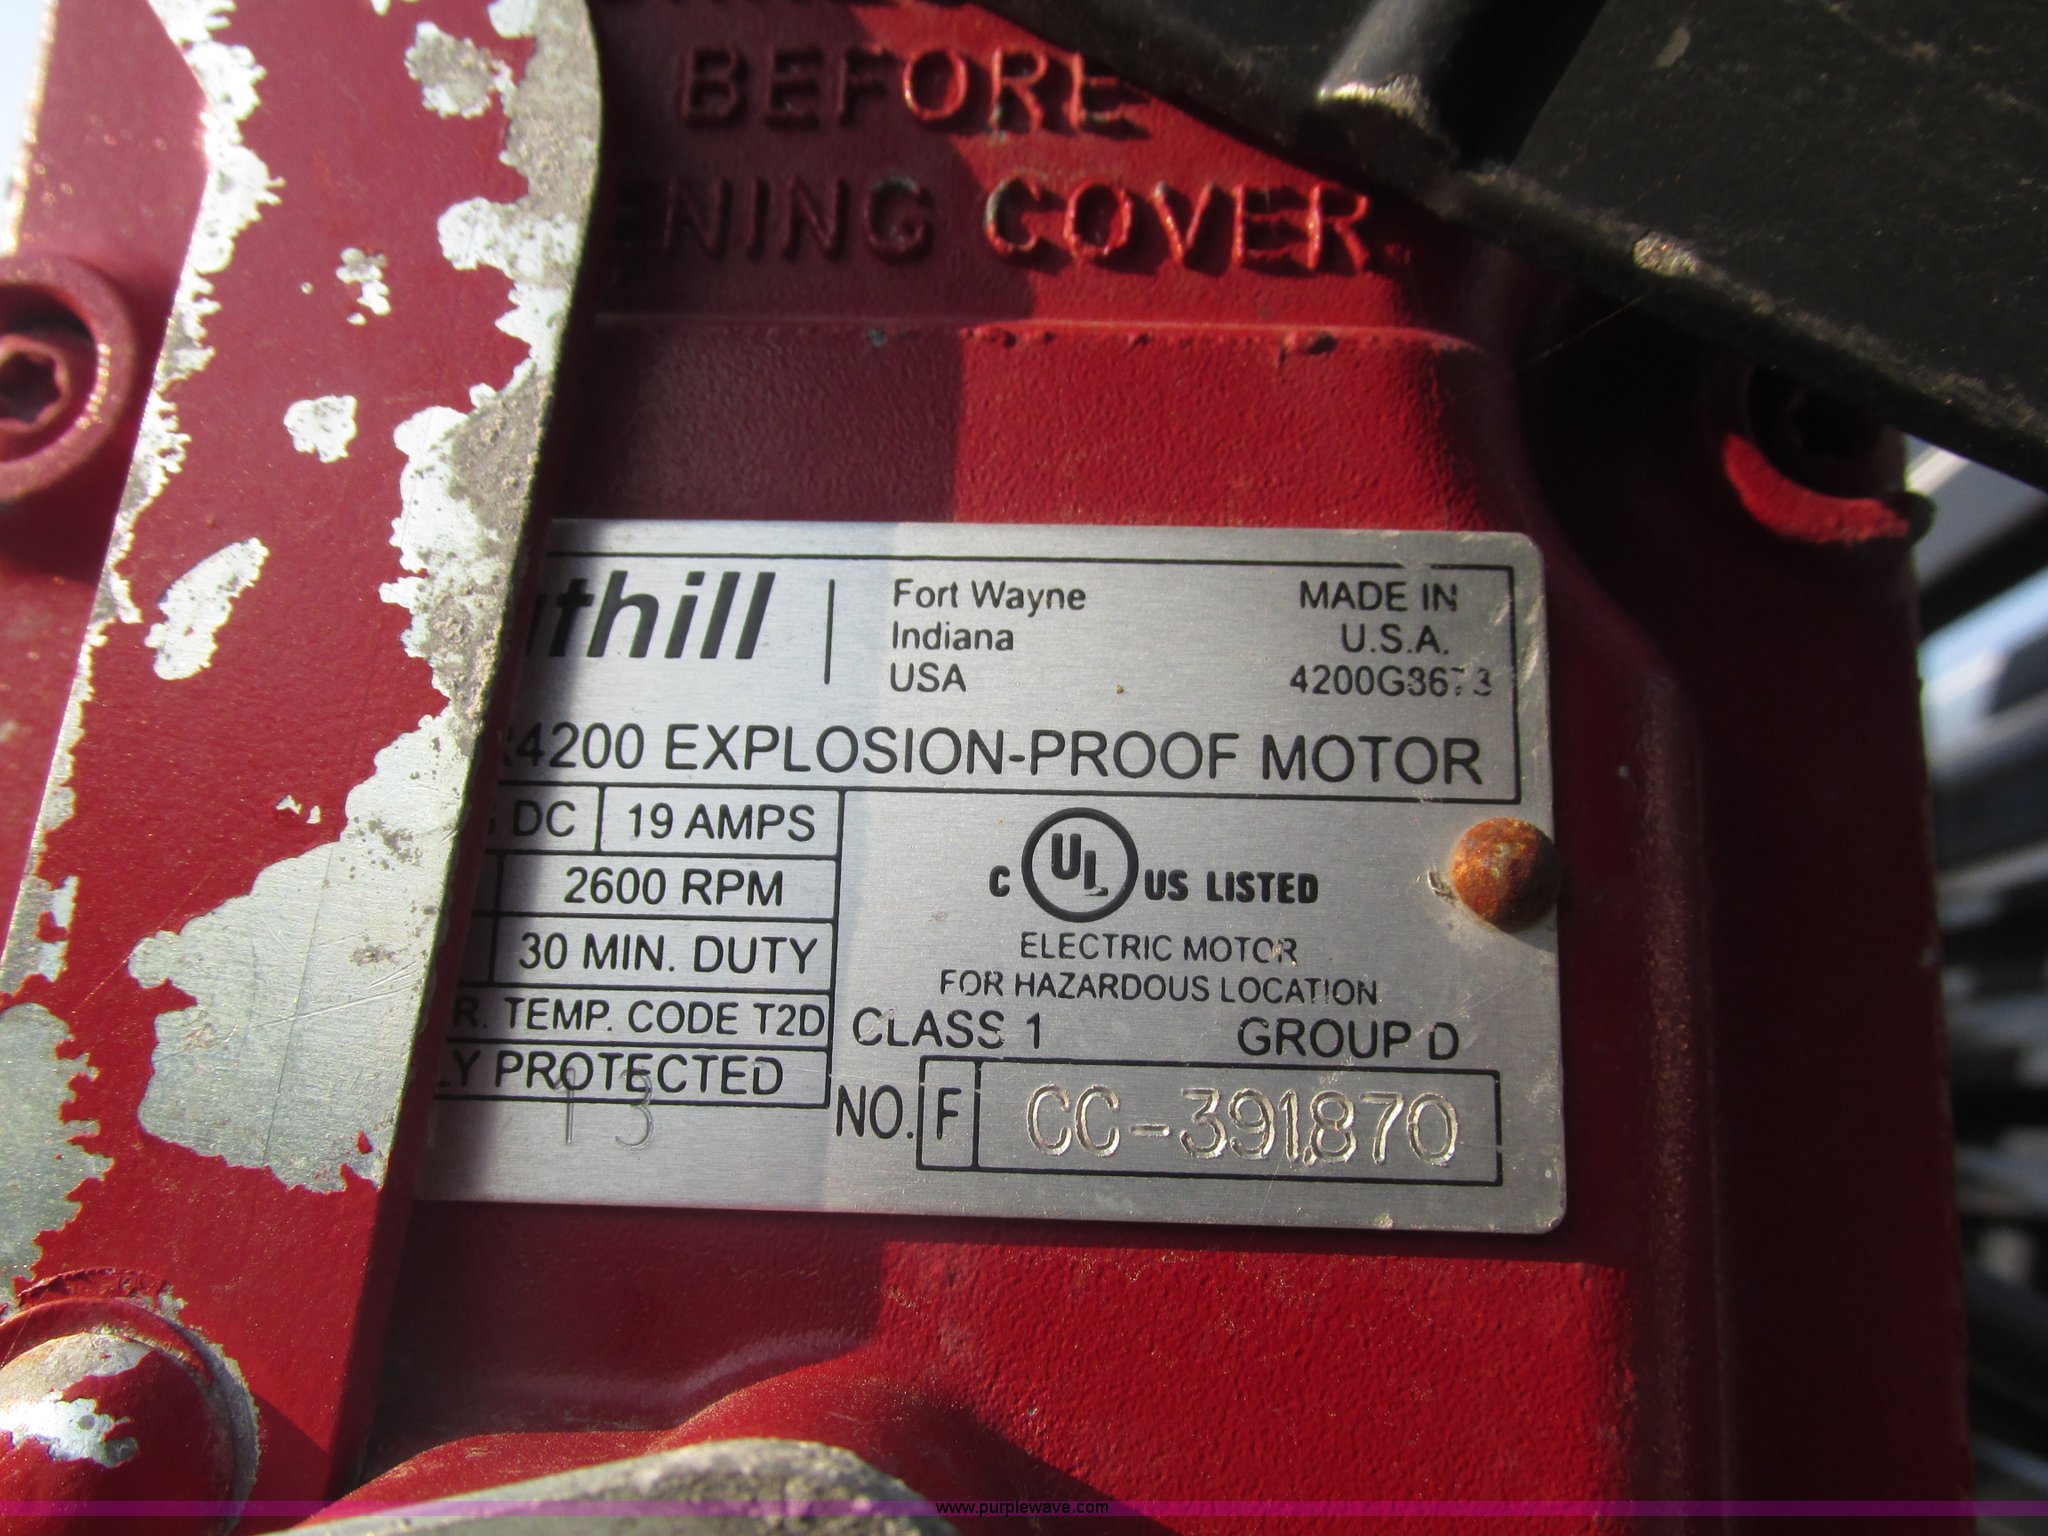 BEFORE
ENING COVER
thill
Fort Wayne
Indiana
USA
MADE IN
U.S.A.
4200 EXPLOSION-PROOF MOTOR
DC 19 AMPS
2600 RPM
30 MIN. DUTY
R. TEMP. CODE T2D
LY PROTECTED
13
C UL US LISTED
ELECTRIC MOTOR
FOR HAZARDOUS LOCATION
CLASS 1 GROUP D
NO. F CC-391870
www.purplewave.com